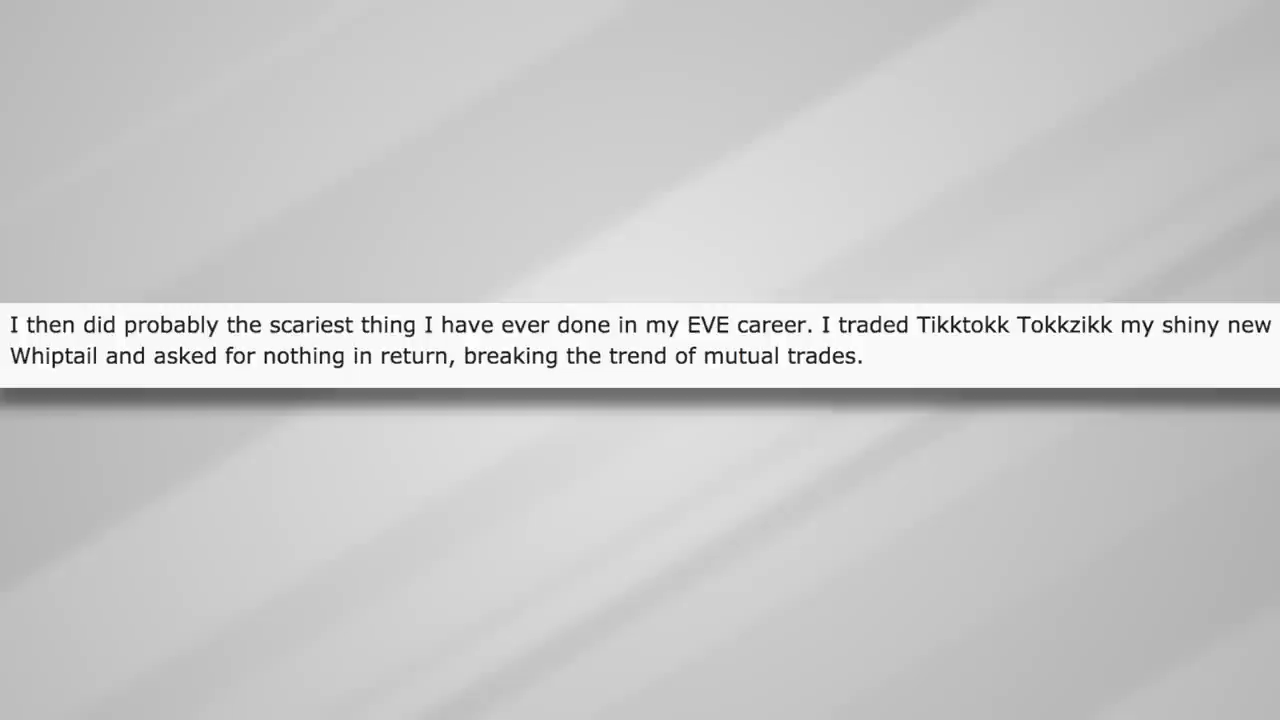 I then did probably the scariest thing I have ever done in my EVE career. I traded Tikktokk Tokkzikk my shiny new
Whiptail and asked for nothing in return, breaking the trend of mutual trades.